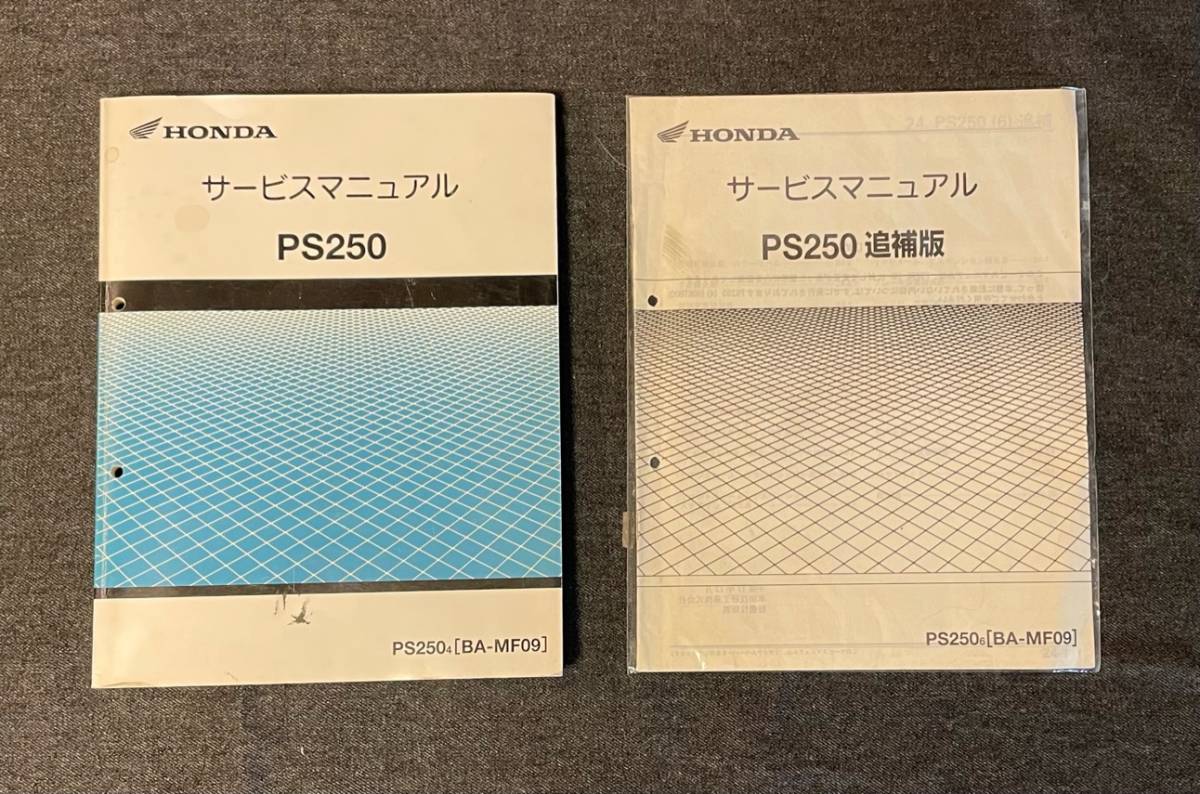 HONDA
サービスマニュアル
PS250
PS250₄[BA-MF09]
HONDA
24. PS250 (6) 追補
サービスマニュアル
PS250 追補版
PS250₆[BA-MF09]